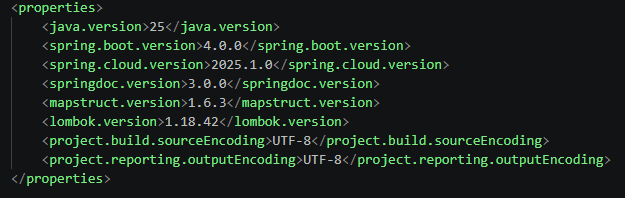 <properties>
<java.version>25</java.version>
<spring.boot.version>4.0.0</spring.boot.version>
<spring.cloud.version>2025.1.0</spring.cloud.version>
<springdoc.version>3.0.0</springdoc.version>
<mapstruct.version>1.6.3</mapstruct.version>
<lombok.version>1.18.42</lombok.version>
<project.build.sourceEncoding>UTF-8</project.build.sourceEncoding>
<project.reporting.outputEncoding>UTF-8</project.reporting.outputEncoding>
</properties>